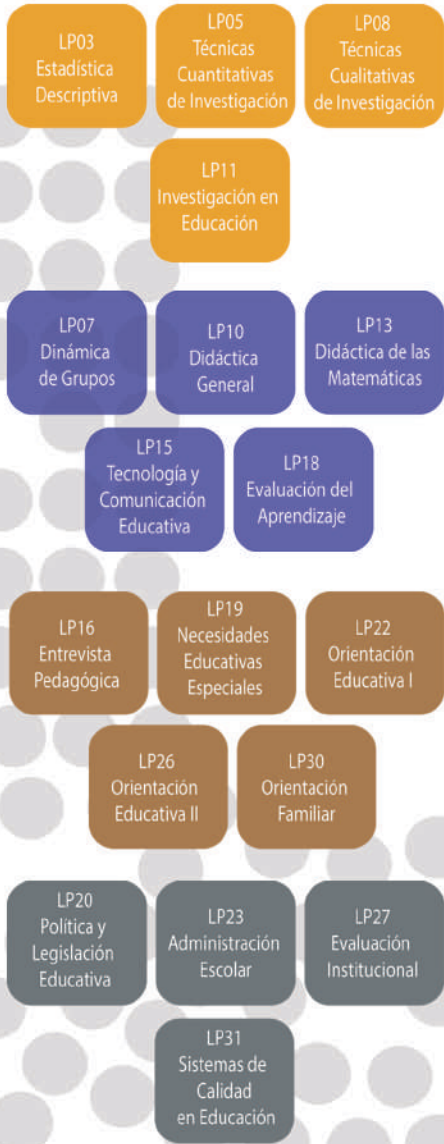 LP03
Estadística
Descriptiva
LP05
Técnicas
Cuantitativas
de Investigación
LP08
Técnicas
Cualitativas
de Investigación
LP11
Investigación en
Educación
LP07
Dinámica
de Grupos
LP10
Didáctica
General
LP13
Didáctica de las
Matemáticas
LP15
Tecnología y
Comunicación
Educativa
LP18
Evaluación del
Aprendizaje
LP16
Entrevista
Pedagógica
LP19
Necesidades
Educativas
Especiales
LP22
Orientación
Educativa I
LP26
Orientación
Educativa II
LP30
Orientación
Familiar
LP20
Política y
Legislación
Educativa
LP23
Administración
Escolar
LP27
Evaluación
Institucional
LP31
Sistemas de
Calidad
en Educación